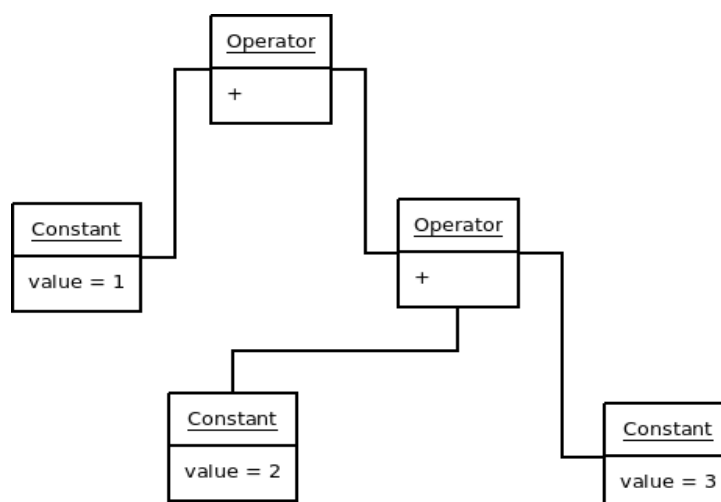 Operator
+
Constant
value = 1
Operator
+
Constant
value = 2
Constant
value = 3